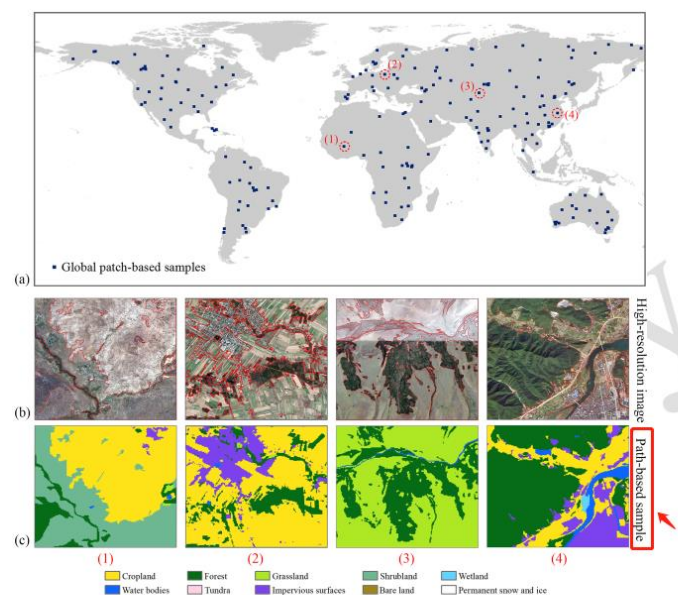 (1)
(2)
(3)
(4)
Global patch-based samples
(a)
High-resolution image
(b)
Path-based sample
(c)
(1) (2) (3) (4)
Cropland Forest Grassland Shrubland Wetland
Water bodies Tundra Impervious surfaces Bare land Permanent snow and ice